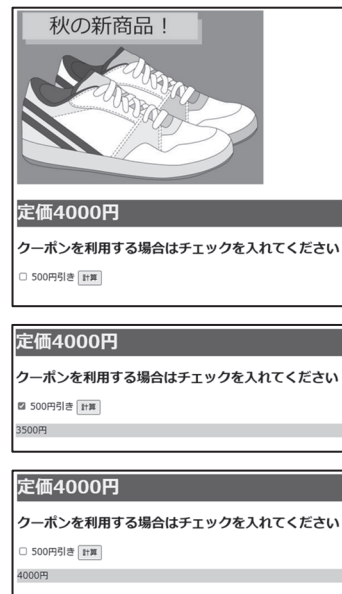 秋の新商品！
定価4000円
クーポンを利用する場合はチェックを入れてください
500円引き 計算
定価4000円
クーポンを利用する場合はチェックを入れてください
500円引き 計算
3500円
定価4000円
クーポンを利用する場合はチェックを入れてください
500円引き 計算
4000円